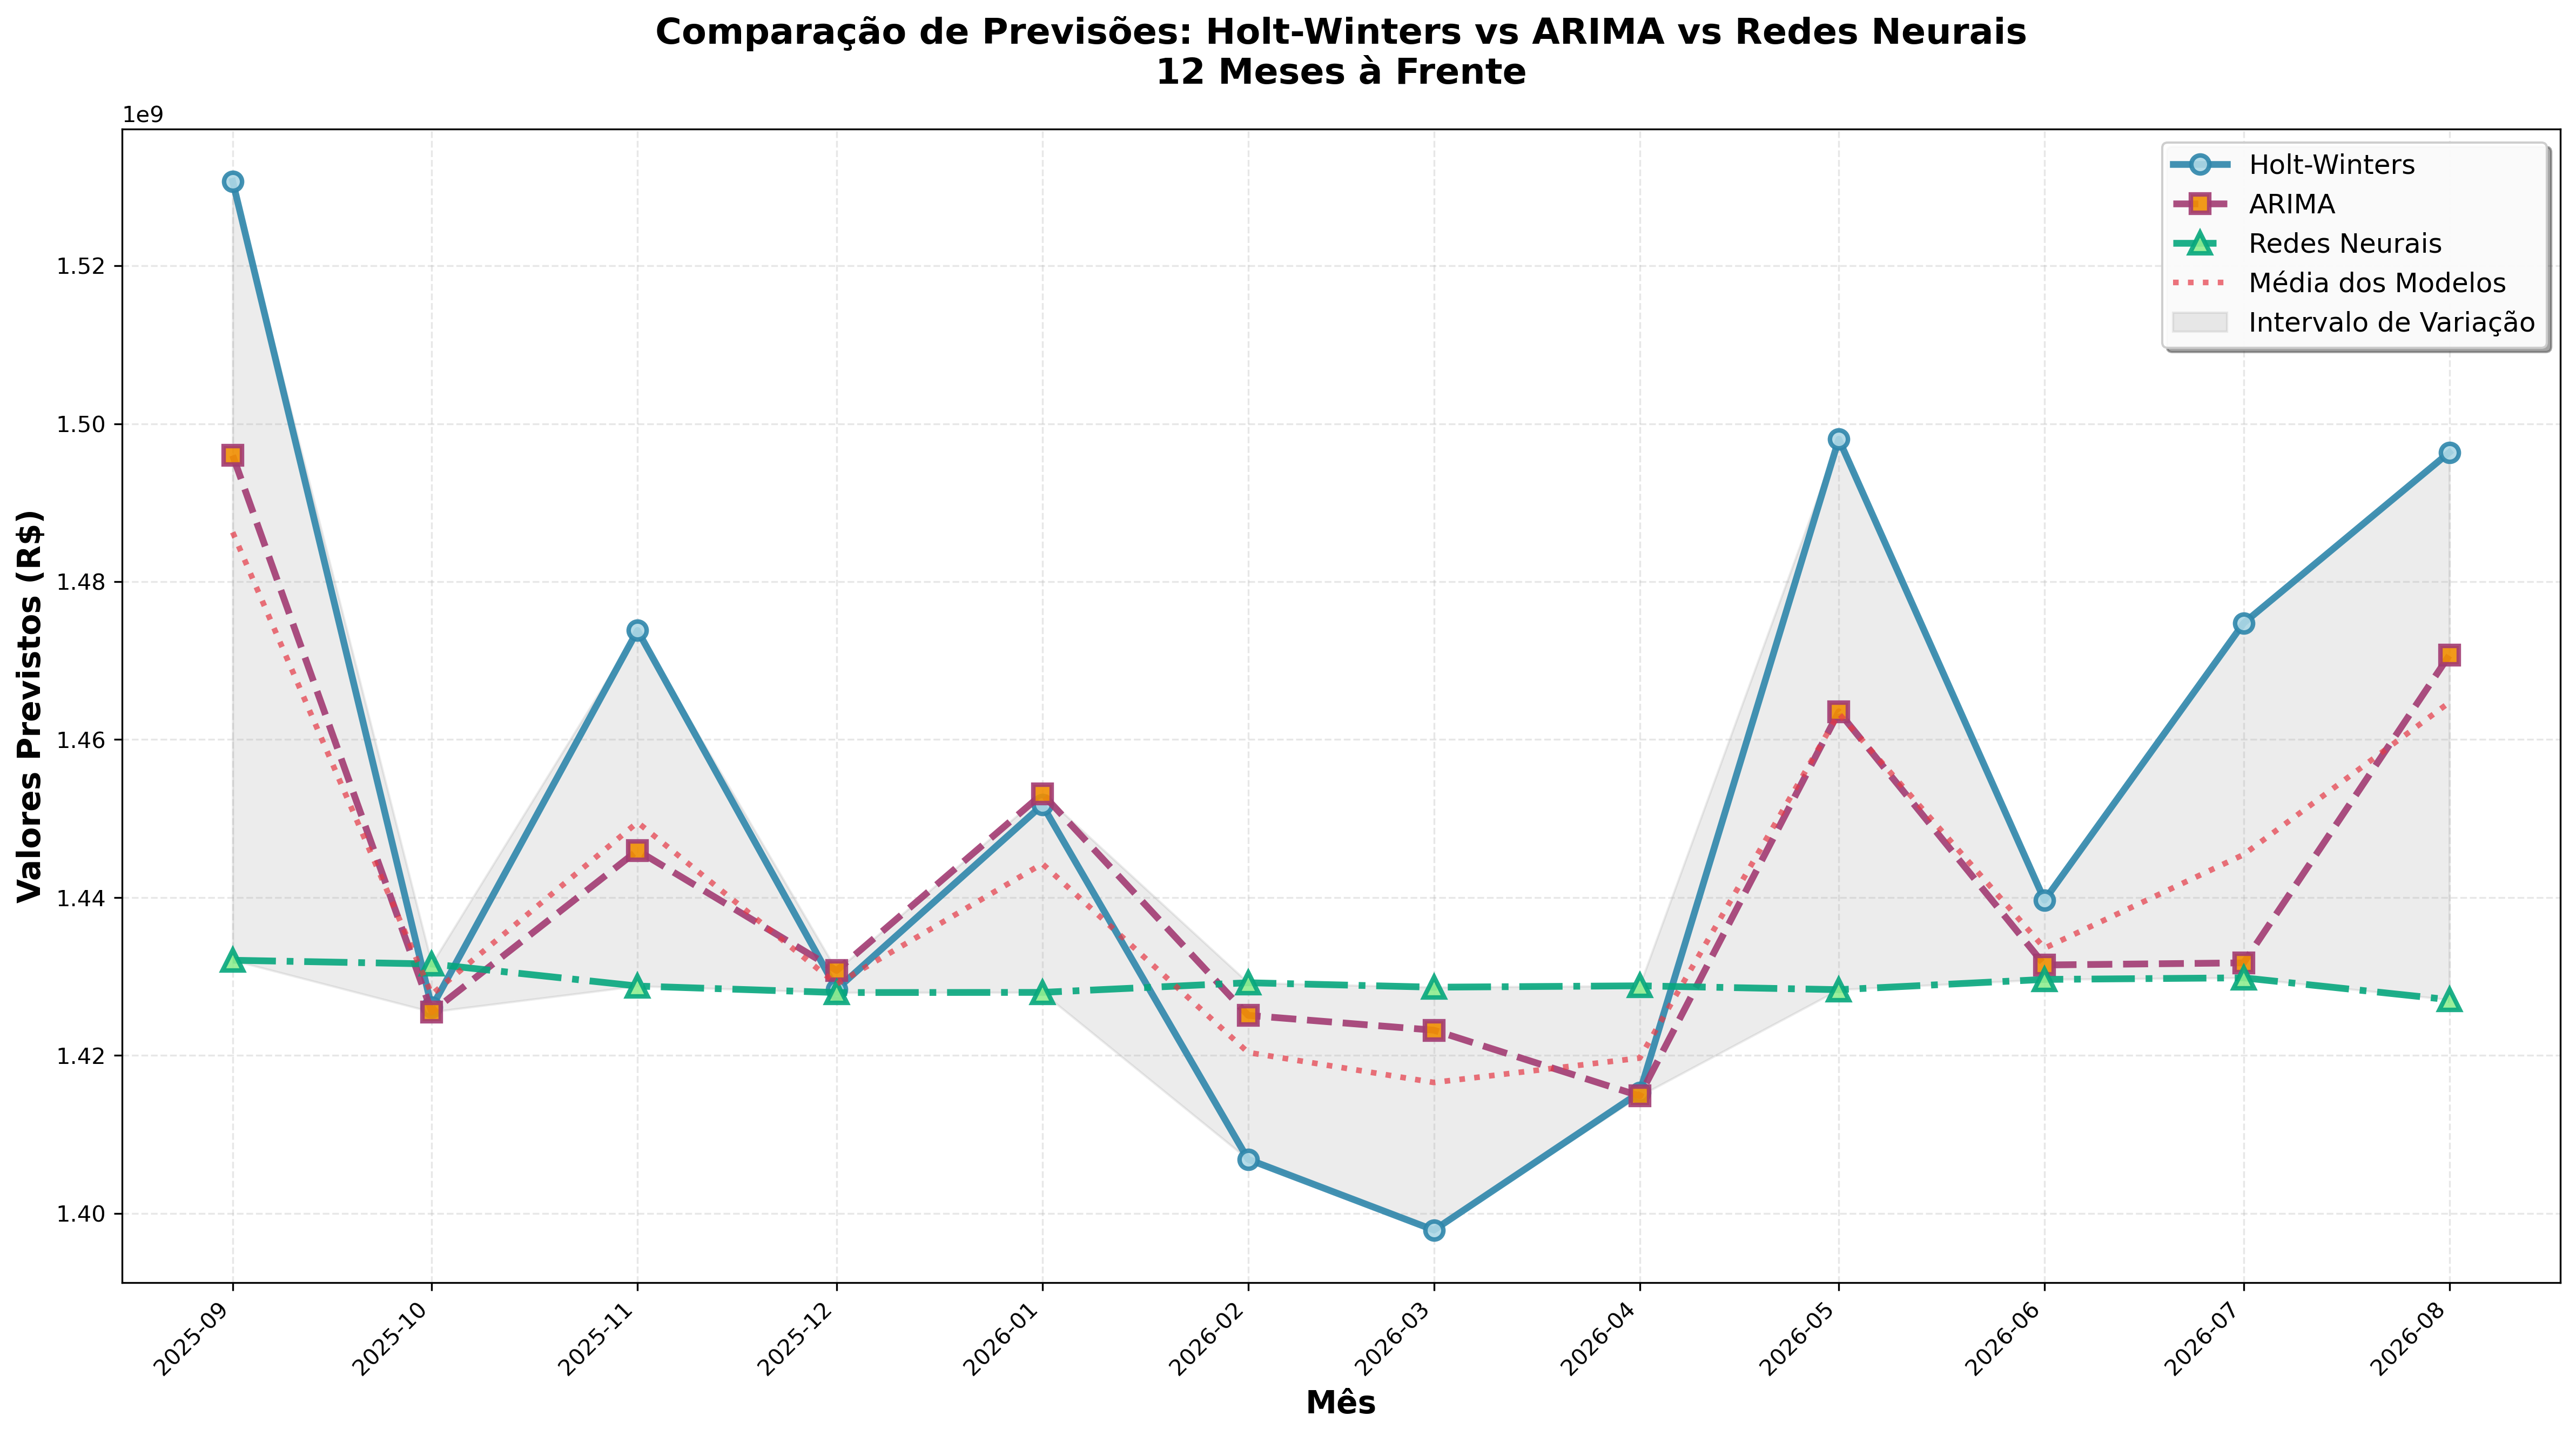 Comparação de Previsões: Holt-Winters vs ARIMA vs Redes Neurais
12 Meses à Frente
1e9
Holt-Winters
ARIMA
Redes Neurais
Média dos Modelos
Intervalo de Variação
Valores Previstos (R$)
1.52
1.50
1.48
1.46
1.44
1.42
1.40
2025-09
2025-10
2025-11
2025-12
2026-01
2026-02
2026-03
2026-04
2026-05
2026-06
2026-07
2026-08
Mês